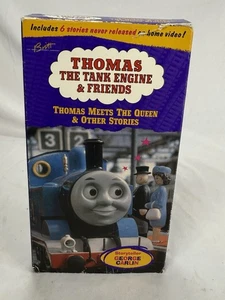 Includes 6 stories never released on home video!
Britt
THOMAS
THE TANK ENGINE
& FRIENDS
THOMAS MEETS THE QUEEN
& OTHER STORIES
3
2
Storyteller
GEORGE
CARLIN